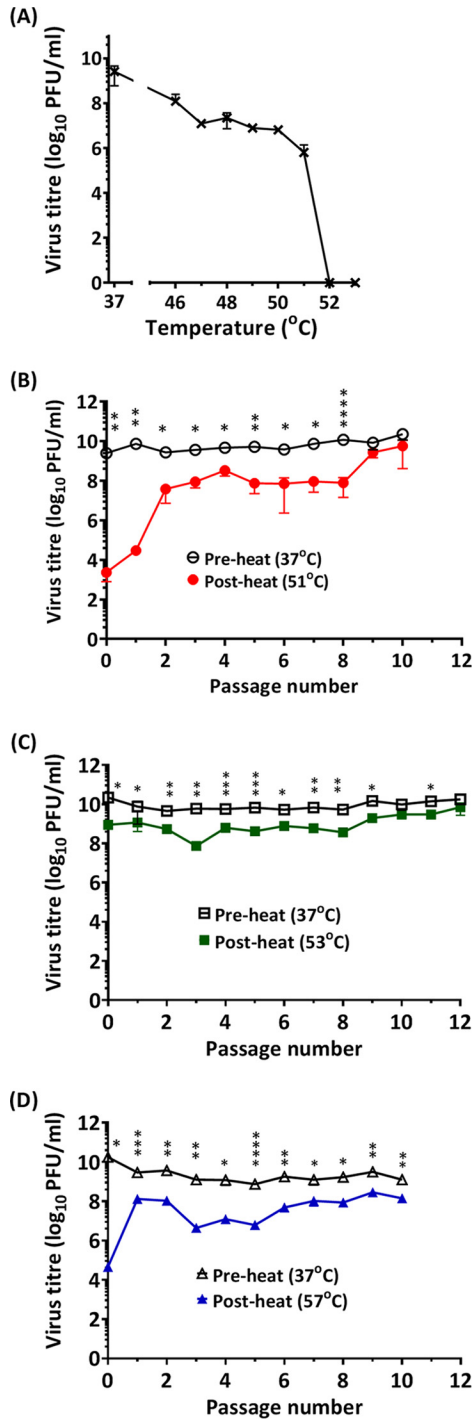 (A)
Virus titre (log10 PFU/ml)
10
8
6
4
2
0
37 46 48 50 52
Temperature (°C)
(B)
Virus titre (log10 PFU/ml)
12
10
8
6
4
2
0
** ** * * * ** * * ****
Pre-heat (37°C)
Post-heat (51°C)
0 2 4 6 8 10 12
Passage number
(C)
Virus titre (log10 PFU/ml)
12
10
8
6
4
2
0
* * ** ** *** *** * ** ** * *
Pre-heat (37°C)
Post-heat (53°C)
0 2 4 6 8 10 12
Passage number
(D)
Virus titre (log10 PFU/ml)
12
10
8
6
4
2
0
* *** ** ** * **** ** * * ** **
Pre-heat (37°C)
Post-heat (57°C)
0 2 4 6 8 10 12
Passage number